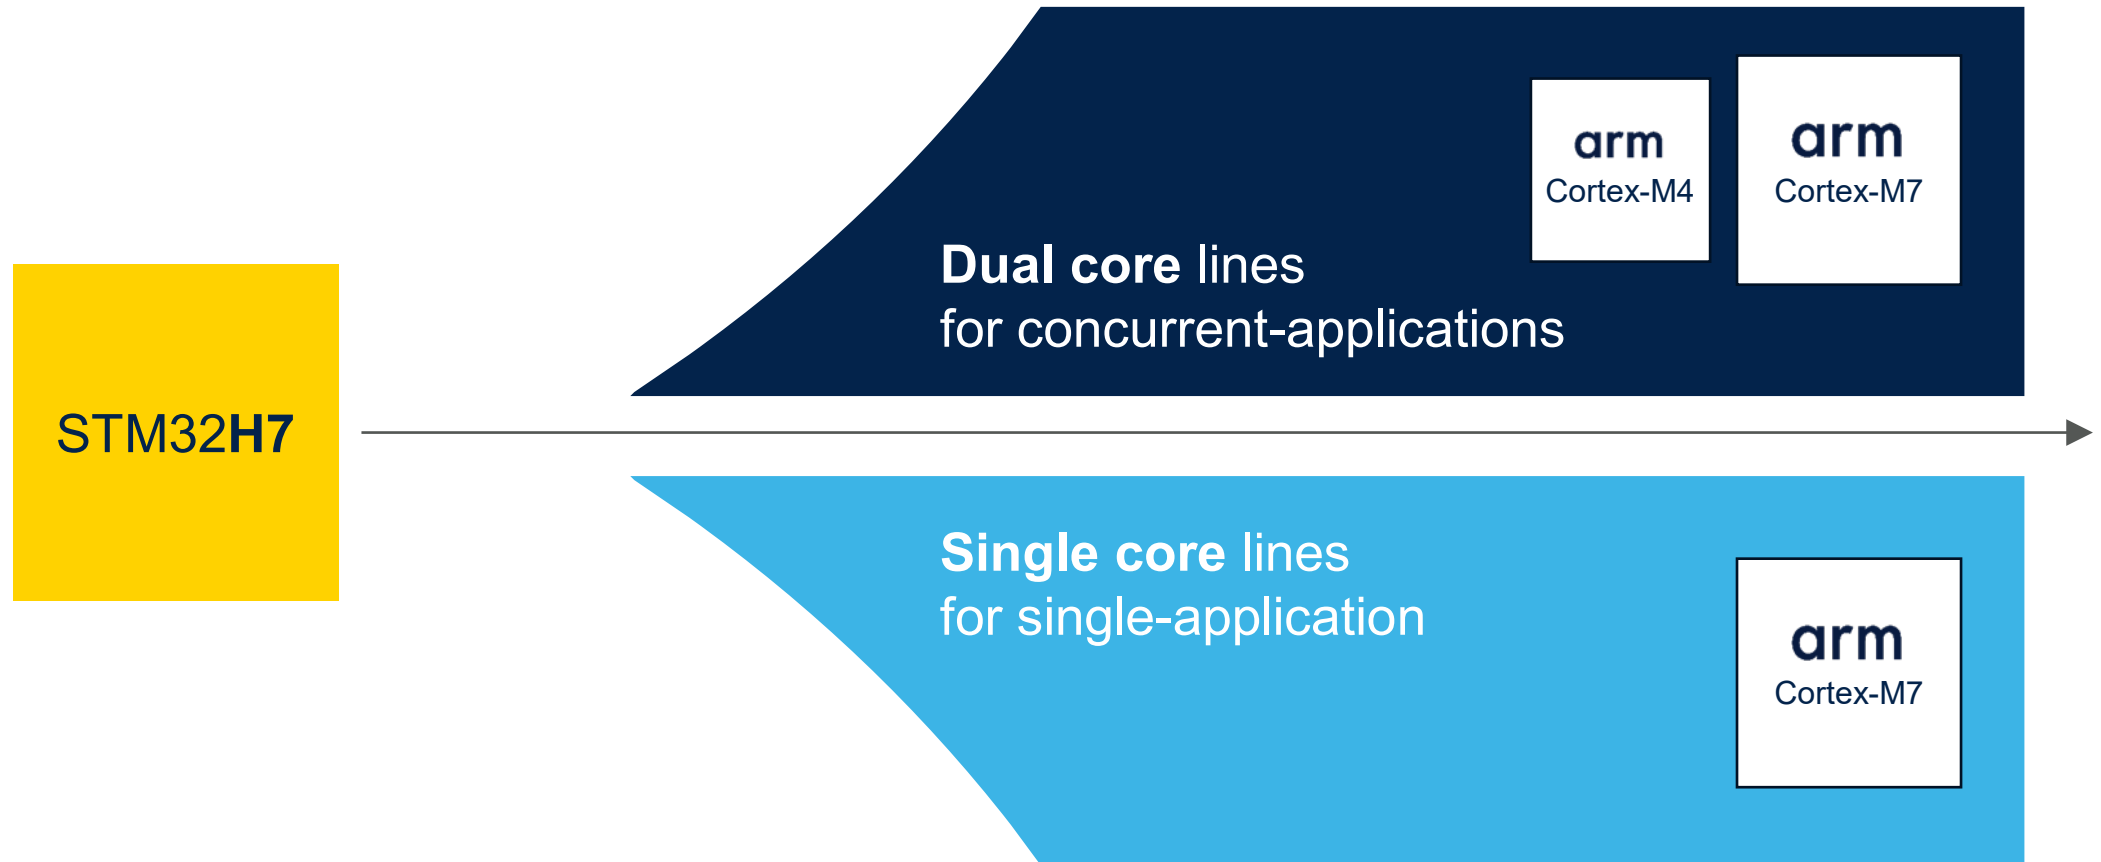 STM32H7
Dual core lines
for concurrent-applications
arm
Cortex-M4
arm
Cortex-M7
Single core lines
for single-application
arm
Cortex-M7